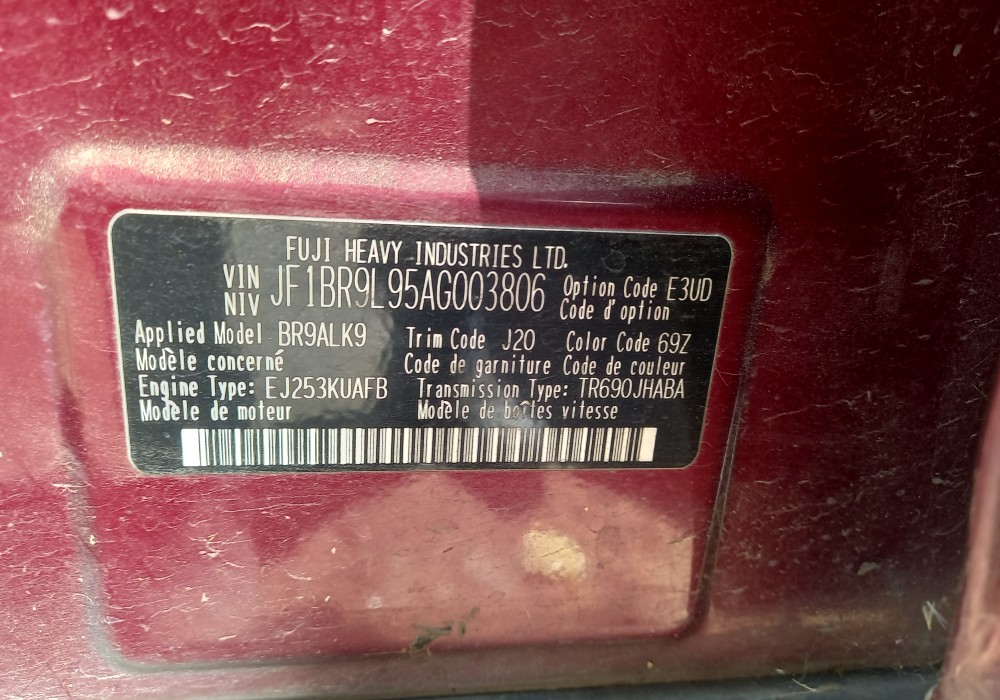 FUJI HEAVY INDUSTRIES LTD.
VIN NIV JF1BR9L95AG003806 Option Code E3UD
Code d'option
Applied Model BR9ALK9 Trim Code J20 Color Code 69Z
Modèle concerné Code de garniture Code de couleur
Engine Type: EJ253KUAFB Transmission Type: TR690JHABA
Modèle de moteur Modèle de boîtes vitesse